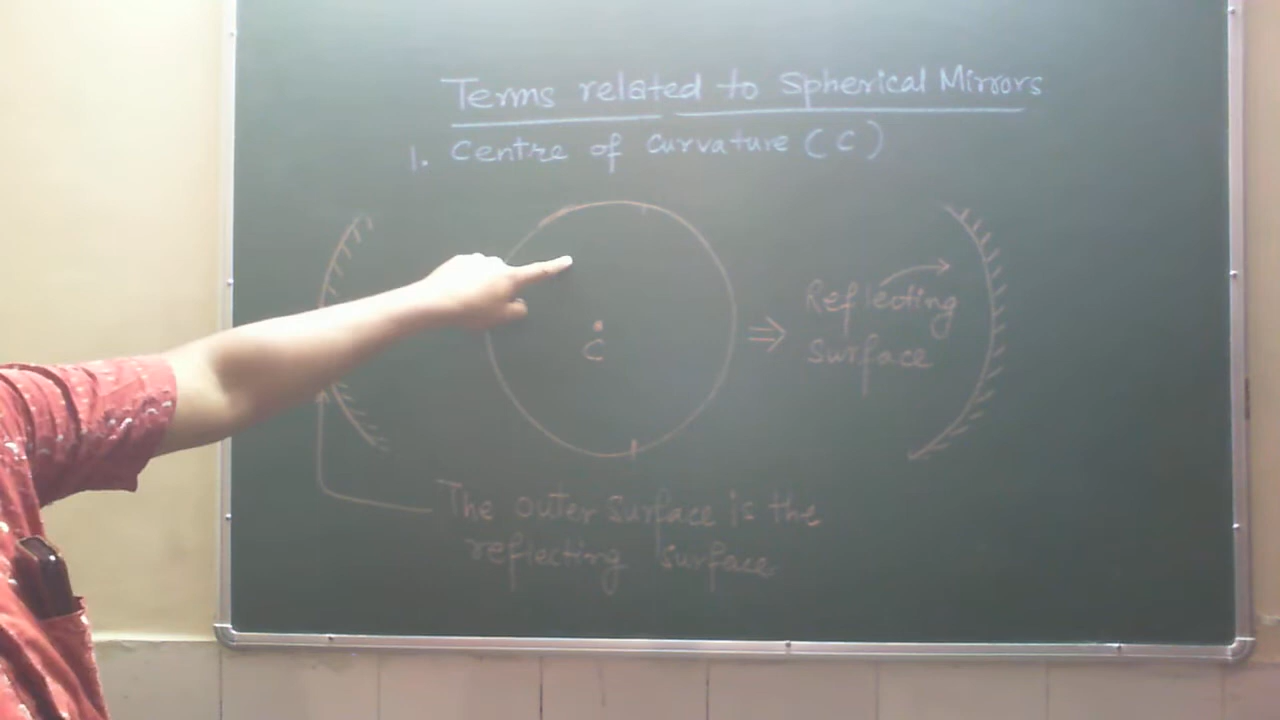 Terms related to Spherical Mirrors
1. Centre of Curvature (C)
C
Reflecting
Surface
The outer surface is the
reflecting surface